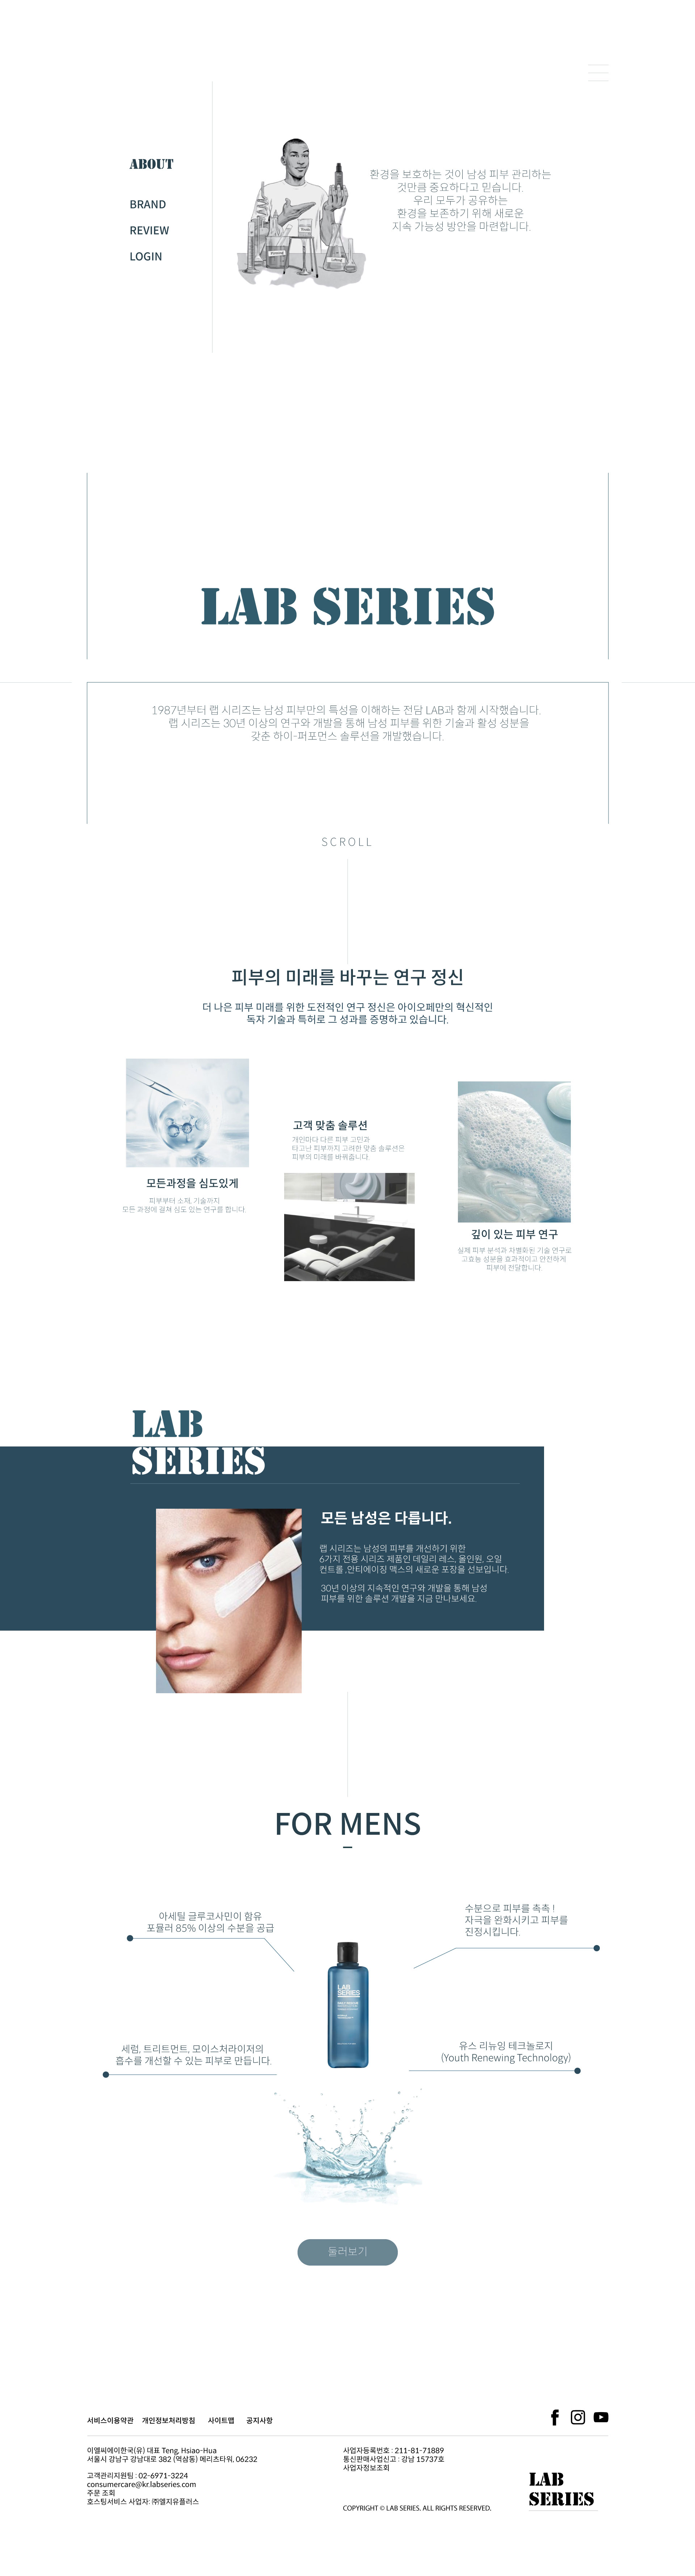 ABOUT
BRAND
REVIEW
LOGIN
환경을 보호하는 것이 남성 피부 관리하는
것만큼 중요하다고 믿습니다.
우리 모두가 공유하는
환경을 보존하기 위해 새로운
지속 가능성 방안을 마련합니다.
LAB SERIES
1987년부터 랩 시리즈는 남성 피부만의 특성을 이해하는 전담 LAB과 함께 시작했습니다.
랩 시리즈는 30년 이상의 연구와 개발을 통해 남성 피부를 위한 기술과 활성 성분을
갖춘 하이-퍼포먼스 솔루션을 개발했습니다.
SCROLL
피부의 미래를 바꾸는 연구 정신
더 나은 피부 미래를 위한 도전적인 연구 정신은 아이오페만의 혁신적인
독자 기술과 특허로 그 성과를 증명하고 있습니다.
모든과정을 심도있게
피부부터 소재, 기술까지
모든 과정에 걸쳐 심도 있는 연구를 합니다.
고객 맞춤 솔루션
개인마다 다른 피부 고민과
타고난 피부까지 고려한 맞춤 솔루션은
피부의 미래를 바꿔줍니다.
깊이 있는 피부 연구
실제 피부 분석과 차별화된 기술 연구로
고효능 성분을 효과적이고 안전하게
피부에 전달합니다.
LAB
SERIES
모든 남성은 다릅니다.
랩 시리즈는 남성의 피부를 개선하기 위한
6가지 전용 시리즈 제품인 데일리 레스, 올인원, 오일
컨트롤 ,안티에이징 맥스의 새로운 포장을 선보입니다.
30년 이상의 지속적인 연구와 개발을 통해 남성
피부를 위한 솔루션 개발을 지금 만나보세요.
FOR MENS
아세틸 글루코사민이 함유
포뮬러 85% 이상의 수분을 공급
수분으로 피부를 촉촉 !
자극을 완화시키고 피부를
진정시킵니다.
LAB
SERIES
세럼, 트리트먼트, 모이스처라이저의
흡수를 개선할 수 있는 피부로 만듭니다.
유스 리뉴잉 테크놀로지
(Youth Renewing Technology)
둘러보기
서비스이용약관 개인정보처리방침 사이트맵 공지사항
이엘씨에이한국(유) 대표 Teng, Hsiao-Hua
서울시 강남구 강남대로 382 (역삼동) 메리츠타워, 06232
고객관리지원팀 : 02-6971-3224
consumercare@kr.labseries.com
주문 조회
호스팅서비스 사업자: ㈜엘지유플러스
사업자등록번호 : 211-81-71889
통신판매사업신고 : 강남 15737호
사업자정보조회
COPYRIGHT © LAB SERIES. ALL RIGHTS RESERVED.
LAB
SERIES